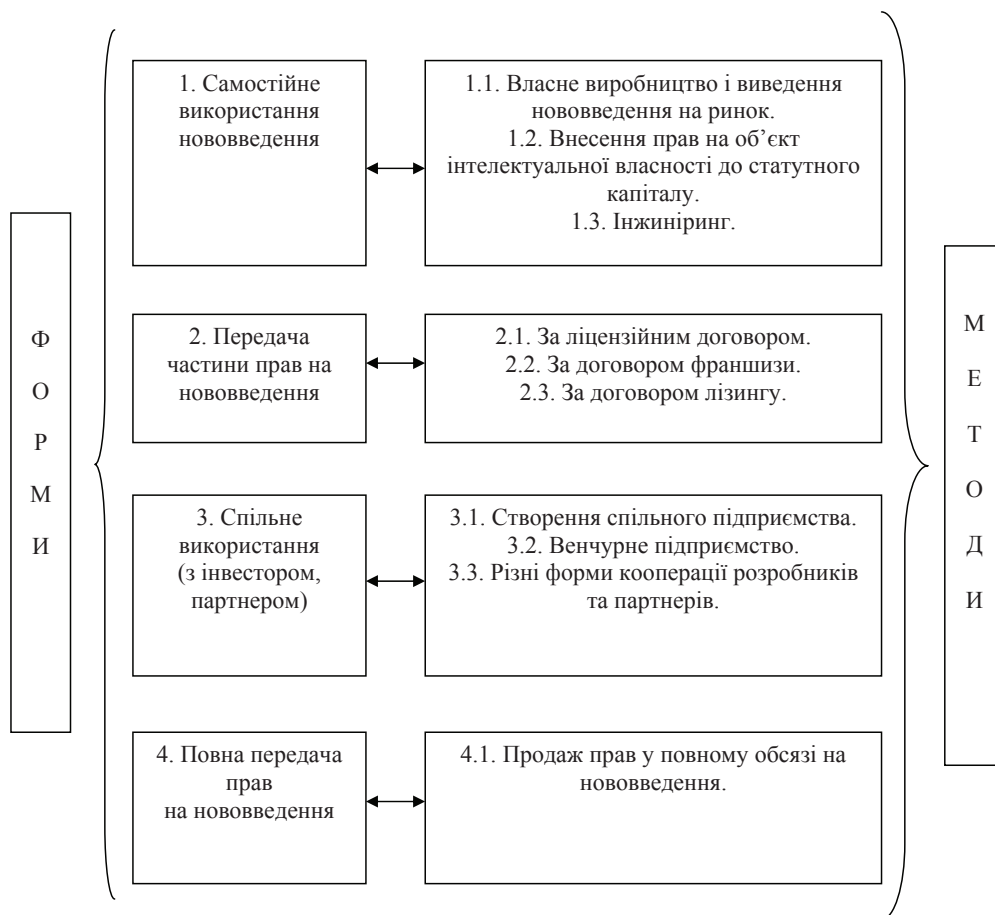 Ф
О
Р
М
И
1. Самостійне
використання
нововведення
1.1. Власне виробництво і виведення
нововведення на ринок.
1.2. Внесення прав на об’єкт
інтелектуальної власності до статутного
капіталу.
1.3. Інжиніринг.
2. Передача
частини прав на
нововведення
2.1. За ліцензійним договором.
2.2. За договором франшизи.
2.3. За договором лізингу.
3. Спільне
використання
(з інвестором,
партнером)
3.1. Створення спільного підприємства.
3.2. Венчурне підприємство.
3.3. Різні форми кооперації розробників
та партнерів.
4. Повна передача
прав
на нововведення
4.1. Продаж прав у повному обсязі на
нововведення.
М
Е
Т
О
Д
И